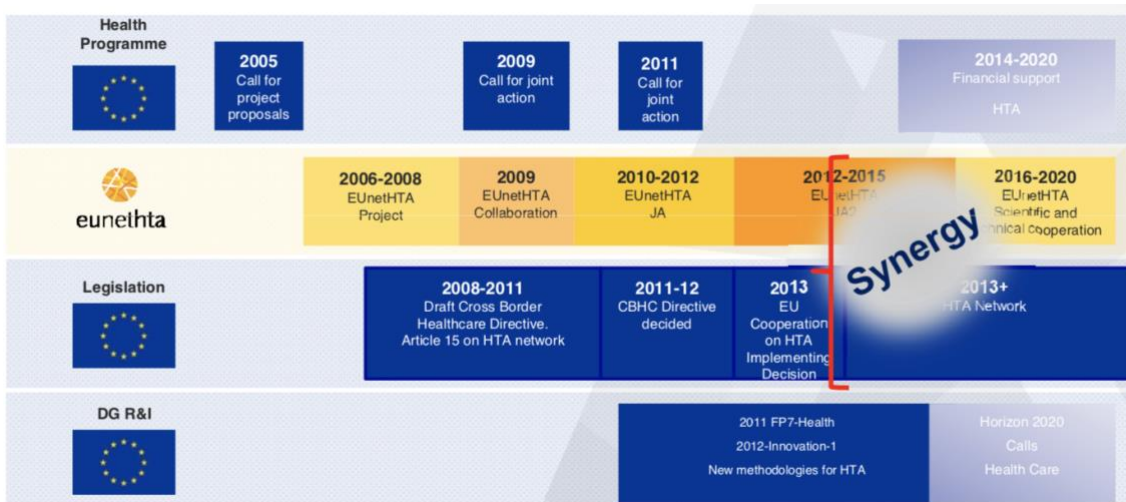 Health
Programme
2005
Call for
project
proposals
2009
Call for joint
action
2011
Call for
joint
action
2014-2020
Financial support
HTA
eunethta
2006-2008
EUnetHTA
Project
2009
EUnetHTA
Collaboration
2010-2012
EUnetHTA
JA
2012-2015
2016-2020
EUnetHTA
Scientific and
cooperation
Synergy
Legislation
2008-2011
Draft Cross Border
Healthcare Directive.
Article 15 on HTA network
2011-12
CBHC Directive
decided
2013
EU
Cooperation
on HTA
Implementing
Decision
2013+
HTA Network
DG R&I
2011 FP7-Health
2012-Innovation-1
New methodologies for HTA
Horizon 2020
Calls
Health Care